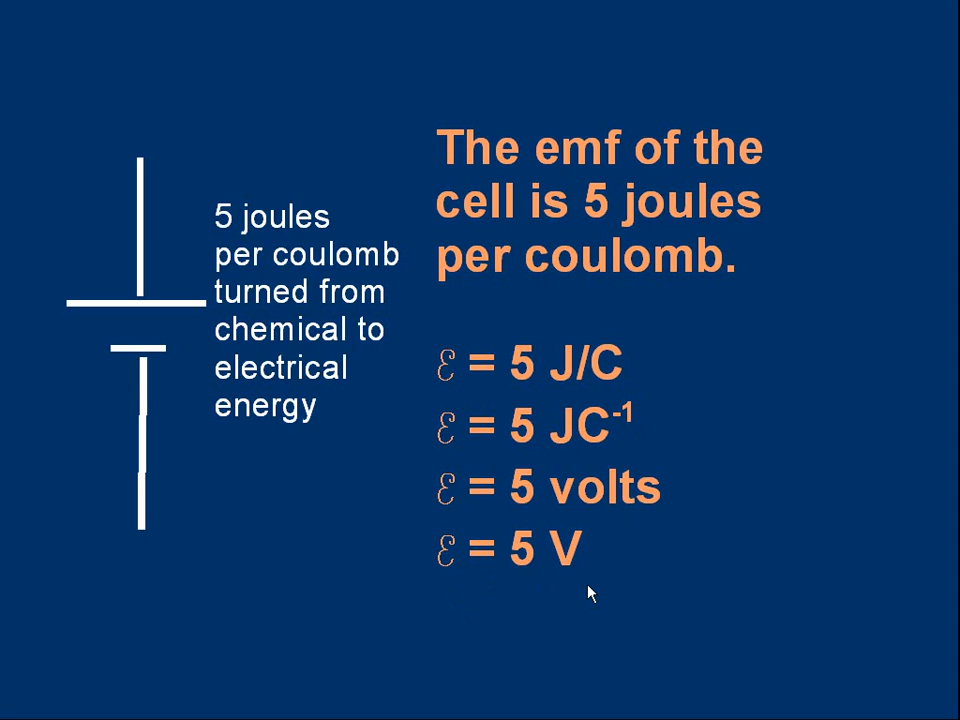 5 joules
per coulomb
turned from
chemical to
electrical
energy
The emf of the
cell is 5 joules
per coulomb.
ℰ = 5 J/C
ℰ = 5 JC⁻¹
ℰ = 5 volts
ℰ = 5 V